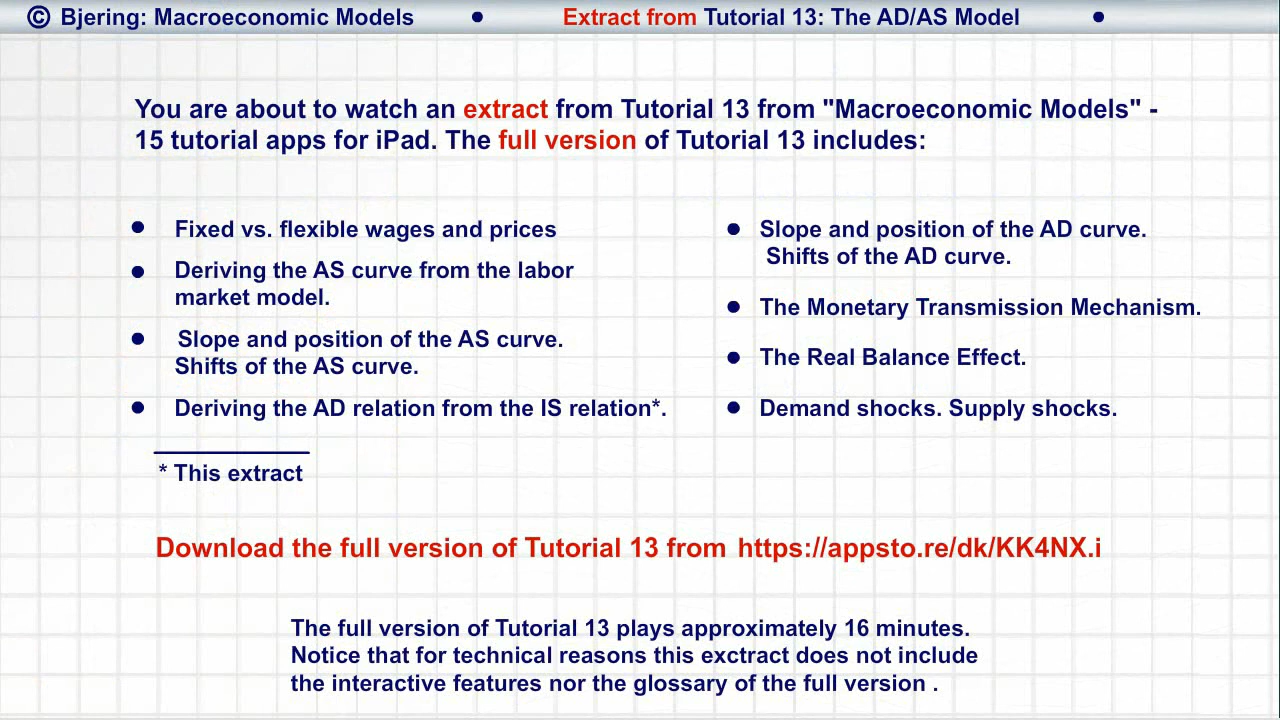 © Bjering: Macroeconomic Models • Extract from Tutorial 13: The AD/AS Model •
You are about to watch an extract from Tutorial 13 from "Macroeconomic Models" -
15 tutorial apps for iPad. The full version of Tutorial 13 includes:
• Fixed vs. flexible wages and prices
• Deriving the AS curve from the labor
market model.
• Slope and position of the AS curve.
Shifts of the AS curve.
• Deriving the AD relation from the IS relation*.
* This extract
• Slope and position of the AD curve.
Shifts of the AD curve.
• The Monetary Transmission Mechanism.
• The Real Balance Effect.
• Demand shocks. Supply shocks.
Download the full version of Tutorial 13 from https://appsto.re/dk/KK4NX.i
The full version of Tutorial 13 plays approximately 16 minutes.
Notice that for technical reasons this exctract does not include
the interactive features nor the glossary of the full version .